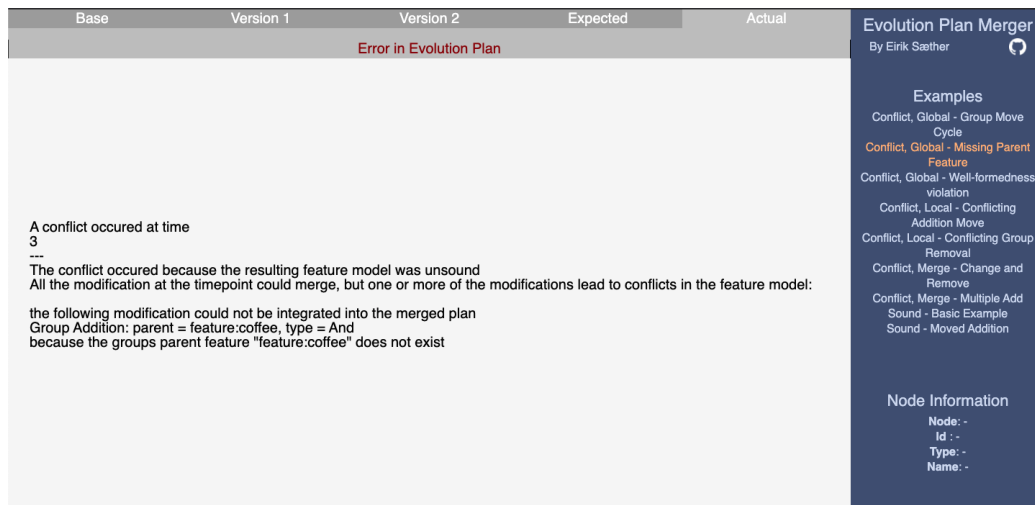 Base Version 1 Version 2 Expected Actual
Error in Evolution Plan
A conflict occured at time
3
---
The conflict occured because the resulting feature model was unsound
All the modification at the timepoint could merge, but one or more of the modifications lead to conflicts in the feature model:
the following modification could not be integrated into the merged plan
Group Addition: parent = feature:coffee, type = And
because the groups parent feature "feature:coffee" does not exist
Evolution Plan Merger
By Eirik Sæther
Examples
Conflict, Global - Group Move
Cycle
Conflict, Global - Missing Parent
Feature
Conflict, Global - Well-formedness
violation
Conflict, Local - Conflicting
Addition Move
Conflict, Local - Conflicting Group
Removal
Conflict, Merge - Change and
Remove
Conflict, Merge - Multiple Add
Sound - Basic Example
Sound - Moved Addition
Node Information
Node: -
Id : -
Type: -
Name: -